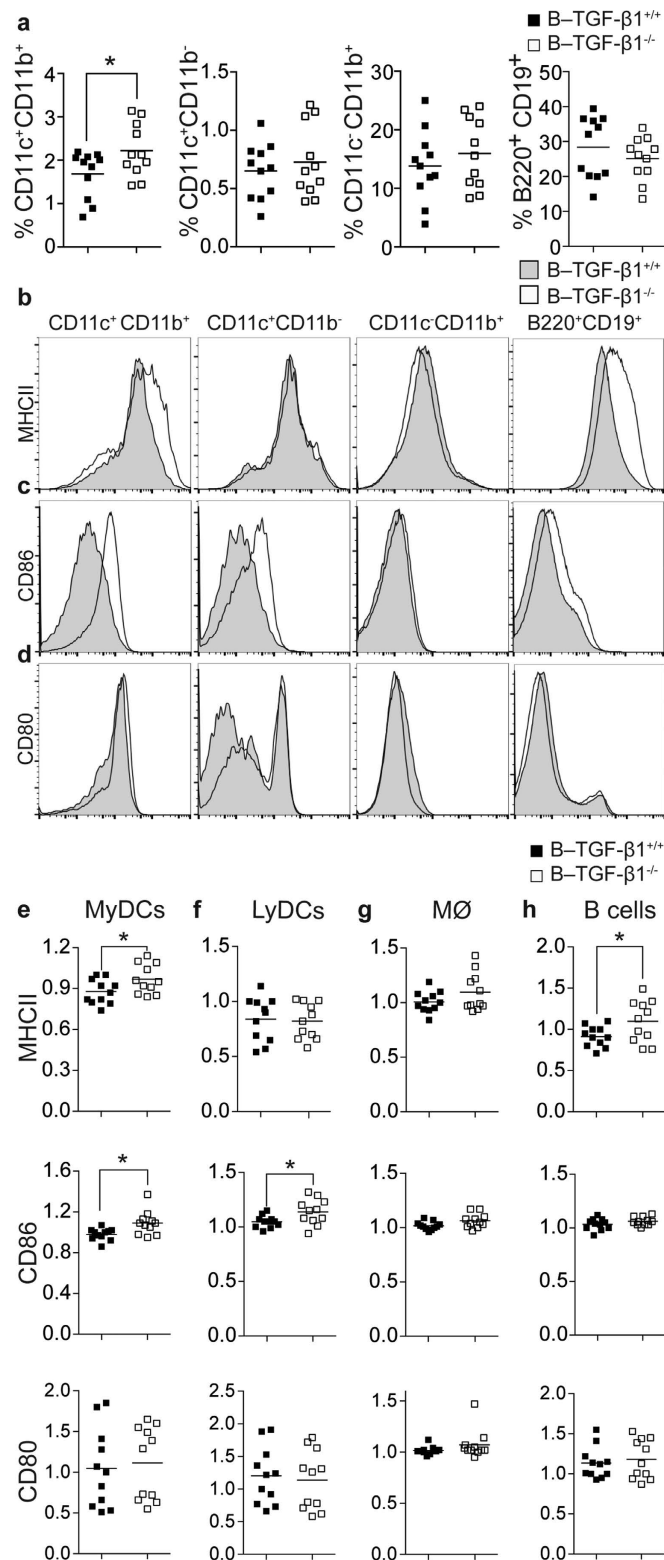 a
■ B–TGF-β1+/+
□ B–TGF-β1-/-
*
% CD11c+CD11b+
4
3
2
1
0
% CD11c+CD11b-
1.5
1.0
0.5
0.0
% CD11c- CD11b+
30
20
10
0
% B220+ CD19+
50
40
30
20
10
0
B–TGF-β1+/+
B–TGF-β1-/-
b
CD11c+ CD11b+
CD11c+CD11b-
CD11c-CD11b+
B220+CD19+
MHCII
c
CD86
d
CD80
■ B–TGF-β1+/+
□ B–TGF-β1-/-
e MyDCs
f LyDCs
g MØ
h B cells
MHCII
1.2
0.9
0.6
0.3
0.0
*
1.5
1.0
0.5
0.0
1.5
1.0
0.5
0.0
2.0
1.5
1.0
0.5
0.0
*
CD86
1.6
1.2
0.8
0.4
0.0
*
1.5
1.0
0.5
0.0
*
1.5
1.0
0.5
0.0
1.5
1.0
0.5
0.0
CD80
2.0
1.5
1.0
0.5
0.0
2.5
2.0
1.5
1.0
0.5
0.0
1.5
1.0
0.5
0.0
2.0
1.5
1.0
0.5
0.0